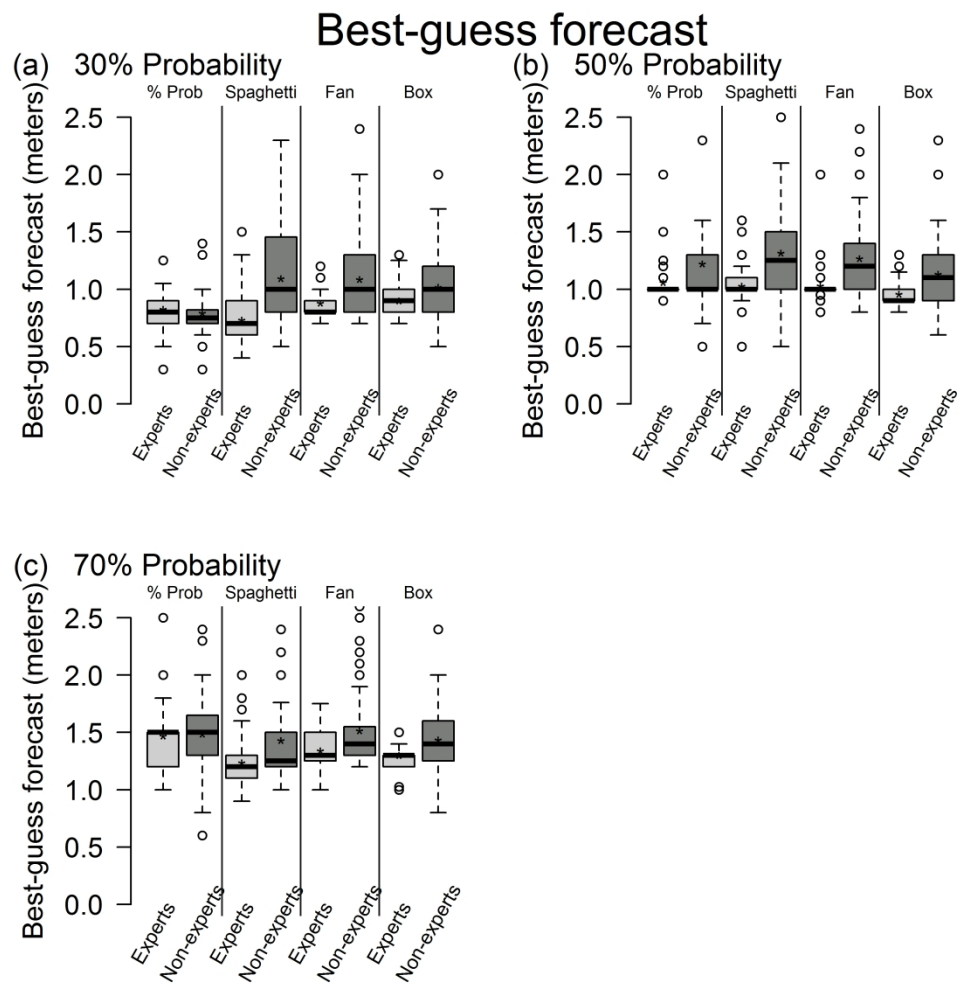 Best-guess forecast
(a) 30% Probability
% Prob Spaghetti Fan Box
Best-guess forecast (meters)
2.5
2.0
1.5
1.0
0.5
0.0
Experts Non-experts Experts Non-experts Experts Non-experts Experts Non-experts
(b) 50% Probability
% Prob Spaghetti Fan Box
Best-guess forecast (meters)
2.5
2.0
1.5
1.0
0.5
0.0
Experts Non-experts Experts Non-experts Experts Non-experts Experts Non-experts
(c) 70% Probability
% Prob Spaghetti Fan Box
Best-guess forecast (meters)
2.5
2.0
1.5
1.0
0.5
0.0
Experts Non-experts Experts Non-experts Experts Non-experts Experts Non-experts